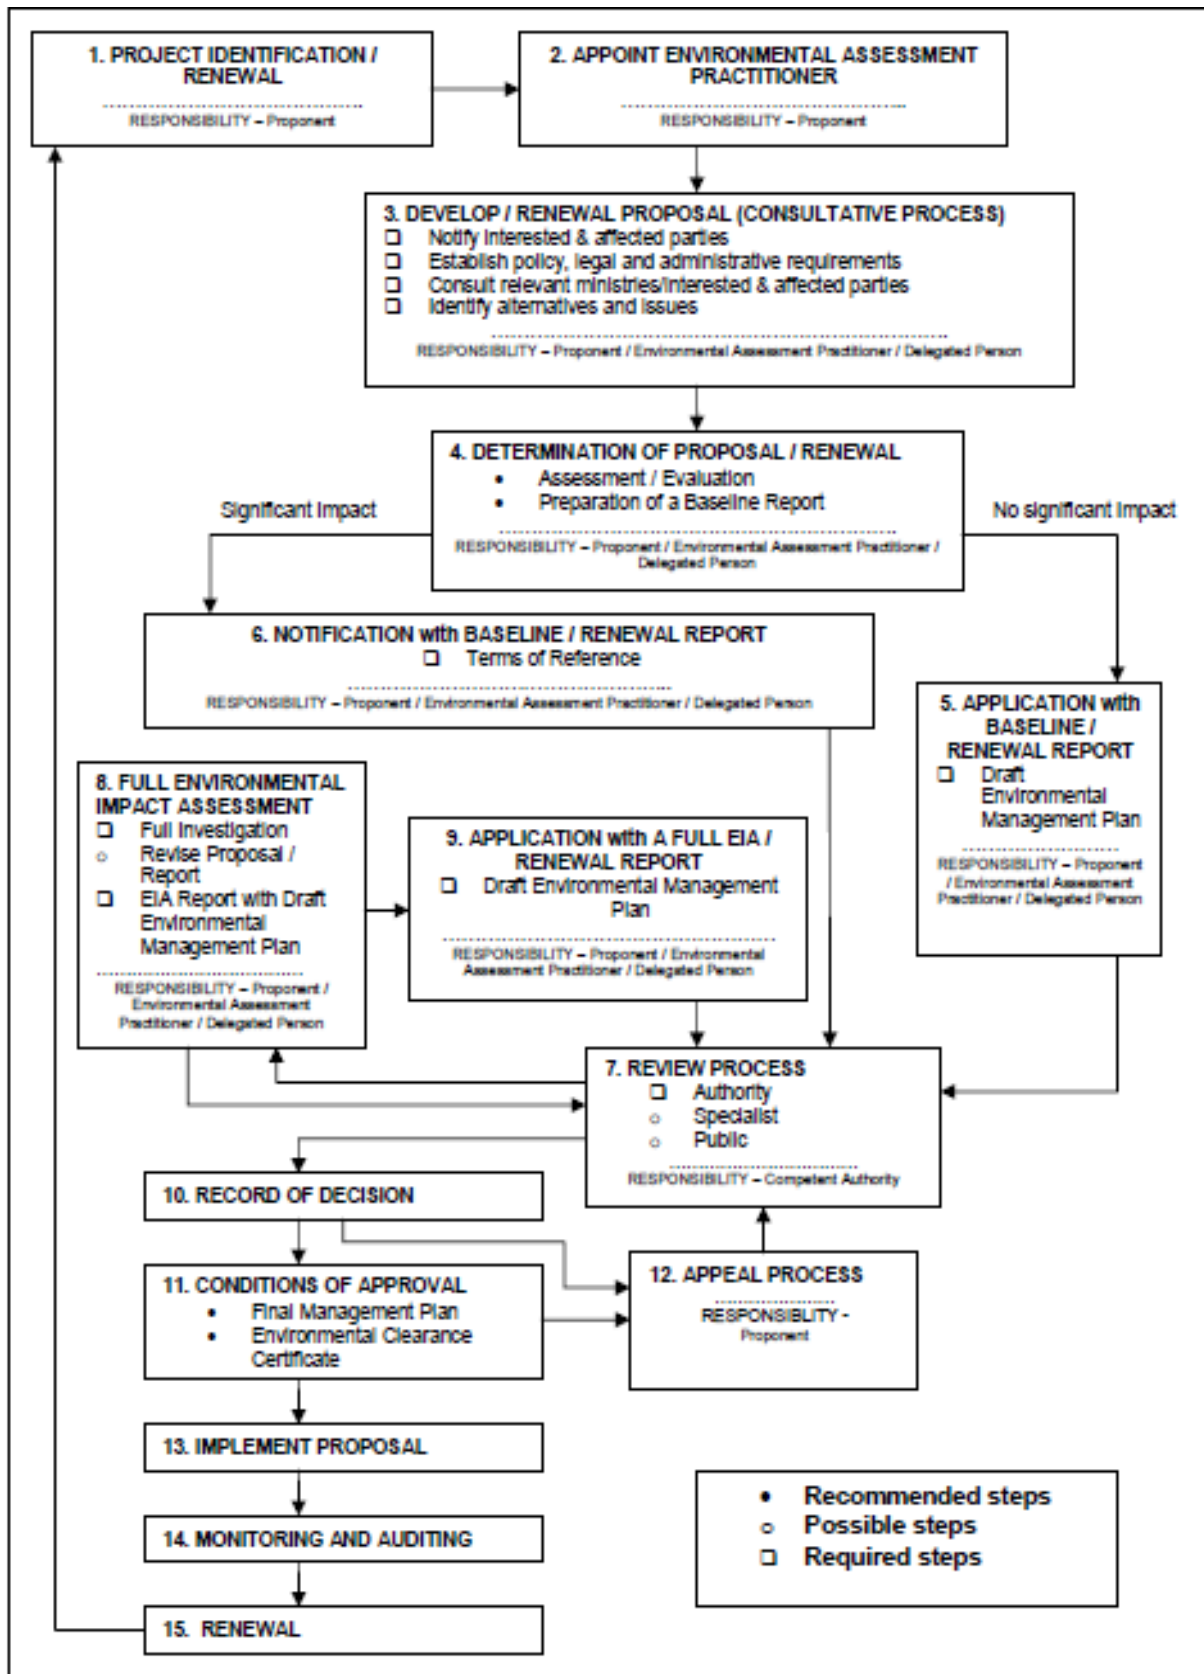 1. PROJECT IDENTIFICATION /
RENEWAL
RESPONSIBILITY – Proponent
2. APPOINT ENVIRONMENTAL ASSESSMENT
PRACTITIONER
RESPONSIBILITY – Proponent
3. DEVELOP / RENEWAL PROPOSAL (CONSULTATIVE PROCESS)
❑ Notify Interested & affected parties
❑ Establish policy, legal and administrative requirements
❑ Consult relevant ministries/Interested & affected parties
❑ Identify alternatives and Issues
RESPONSIBILITY – Proponent / Environmental Assessment Practitioner / Delegated Person
4. DETERMINATION OF PROPOSAL / RENEWAL
• Assessment / Evaluation
• Preparation of a Baseline Report
RESPONSIBILITY – Proponent / Environmental Assessment Practitioner /
Delegated Person
Significant Impact
No significant Impact
6. NOTIFICATION with BASELINE / RENEWAL REPORT
❑ Terms of Reference
RESPONSIBILITY – Proponent / Environmental Assessment Practitioner / Delegated Person
5. APPLICATION with
BASELINE /
RENEWAL REPORT
❑ Draft
Environmental
Management Plan
RESPONSIBILITY – Proponent
/ Environmental Assessment
Practitioner / Delegated Person
8. FULL ENVIRONMENTAL
IMPACT ASSESSMENT
❑ Full Investigation
○ Revise Proposal /
Report
❑ EIA Report with Draft
Environmental
Management Plan
RESPONSIBILITY – Proponent /
Environmental Assessment
Practitioner / Delegated Person
9. APPLICATION with A FULL EIA /
RENEWAL REPORT
❑ Draft Environmental Management
Plan
RESPONSIBILITY – Proponent / Environmental
Assessment Practitioner / Delegated Person
7. REVIEW PROCESS
❑ Authority
○ Specialist
○ Public
RESPONSIBILITY – Competent Authority
10. RECORD OF DECISION
11. CONDITIONS OF APPROVAL
• Final Management Plan
• Environmental Clearance
Certificate
12. APPEAL PROCESS
RESPONSIBLITY -
Proponent
13. IMPLEMENT PROPOSAL
14. MONITORING AND AUDITING
15. RENEWAL
• Recommended steps
○ Possible steps
❑ Required steps